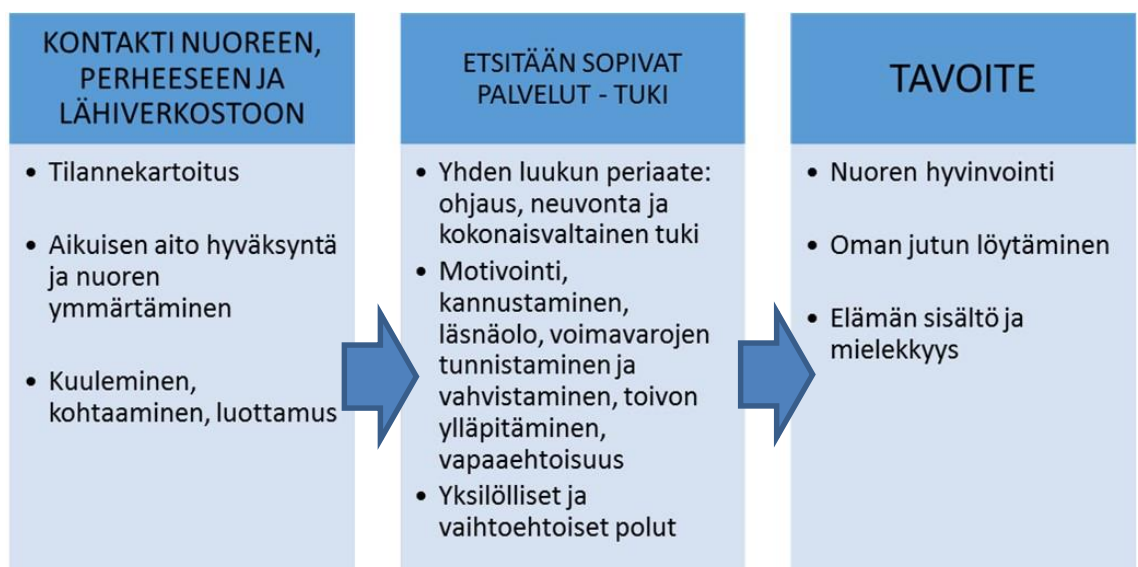 KONTAKTI NUOREEN,
PERHEESEEN JA
LÄHIVERKOSTOON
• Tilannekartoitus
• Aikuisen aito hyväksyntä
ja nuoren
ymmärtäminen
• Kuuleminen,
kohtaaminen, luottamus
ETSITÄÄN SOPIVAT
PALVELUT - TUKI
• Yhden luukun periaate:
ohjaus, neuvonta ja
kokonaisvaltainen tuki
• Motivointi,
kannustaminen,
läsnäolo, voimavarojen
tunnistaminen ja
vahvistaminen, toivon
ylläpitäminen,
vapaaehtoisuus
• Yksilölliset ja
vaihtoehtoiset polut
TAVOITE
• Nuoren hyvinvointi
• Oman jutun löytäminen
• Elämän sisältö ja
mielekkyys